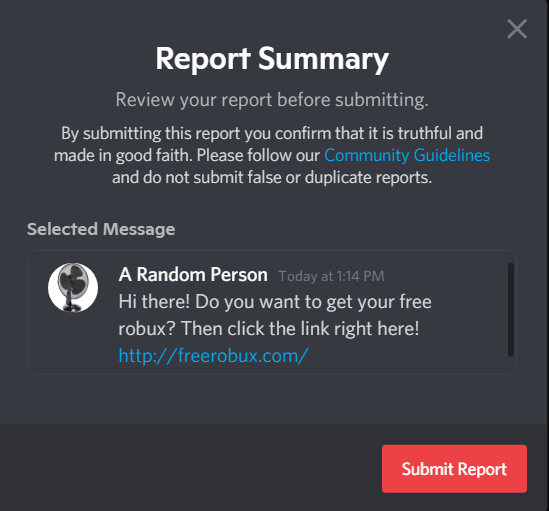 Report Summary
Review your report before submitting.
By submitting this report you confirm that it is truthful and
made in good faith. Please follow our Community Guidelines
and do not submit false or duplicate reports.
Selected Message
A Random Person Today at 1:14 PM
Hi there! Do you want to get your free
robux? Then click the link right here!
http://freerobux.com/
Submit Report